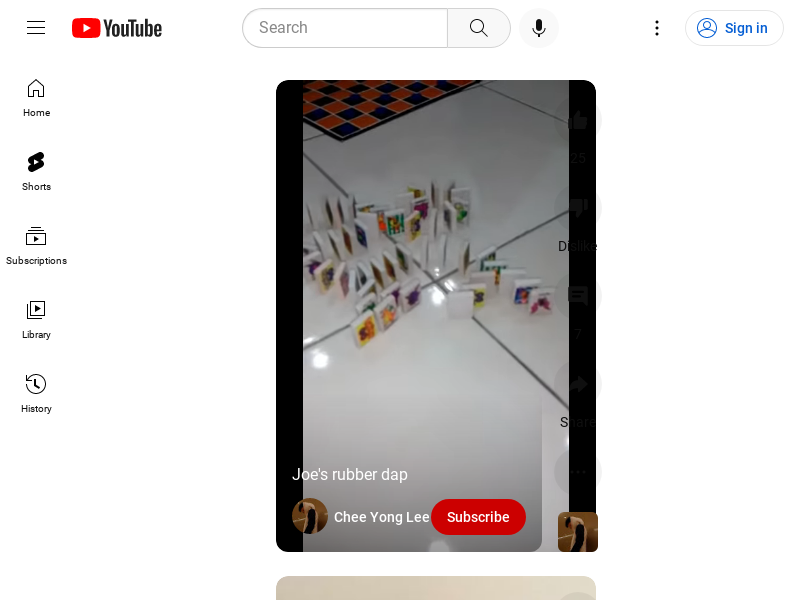 YouTube
Search
Sign in
Home
Shorts
Subscriptions
Library
History
25
Dislike
7
Share
Joe's rubber dap
Chee Yong Lee
Subscribe